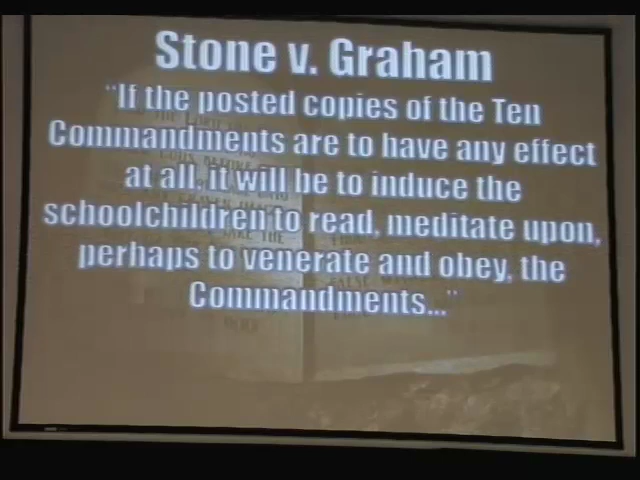 Stone v. Graham
"If the posted copies of the Ten
Commandments are to have any effect
at all, it will be to induce the
schoolchildren to read, meditate upon,
perhaps to venerate and obey, the
Commandments..."